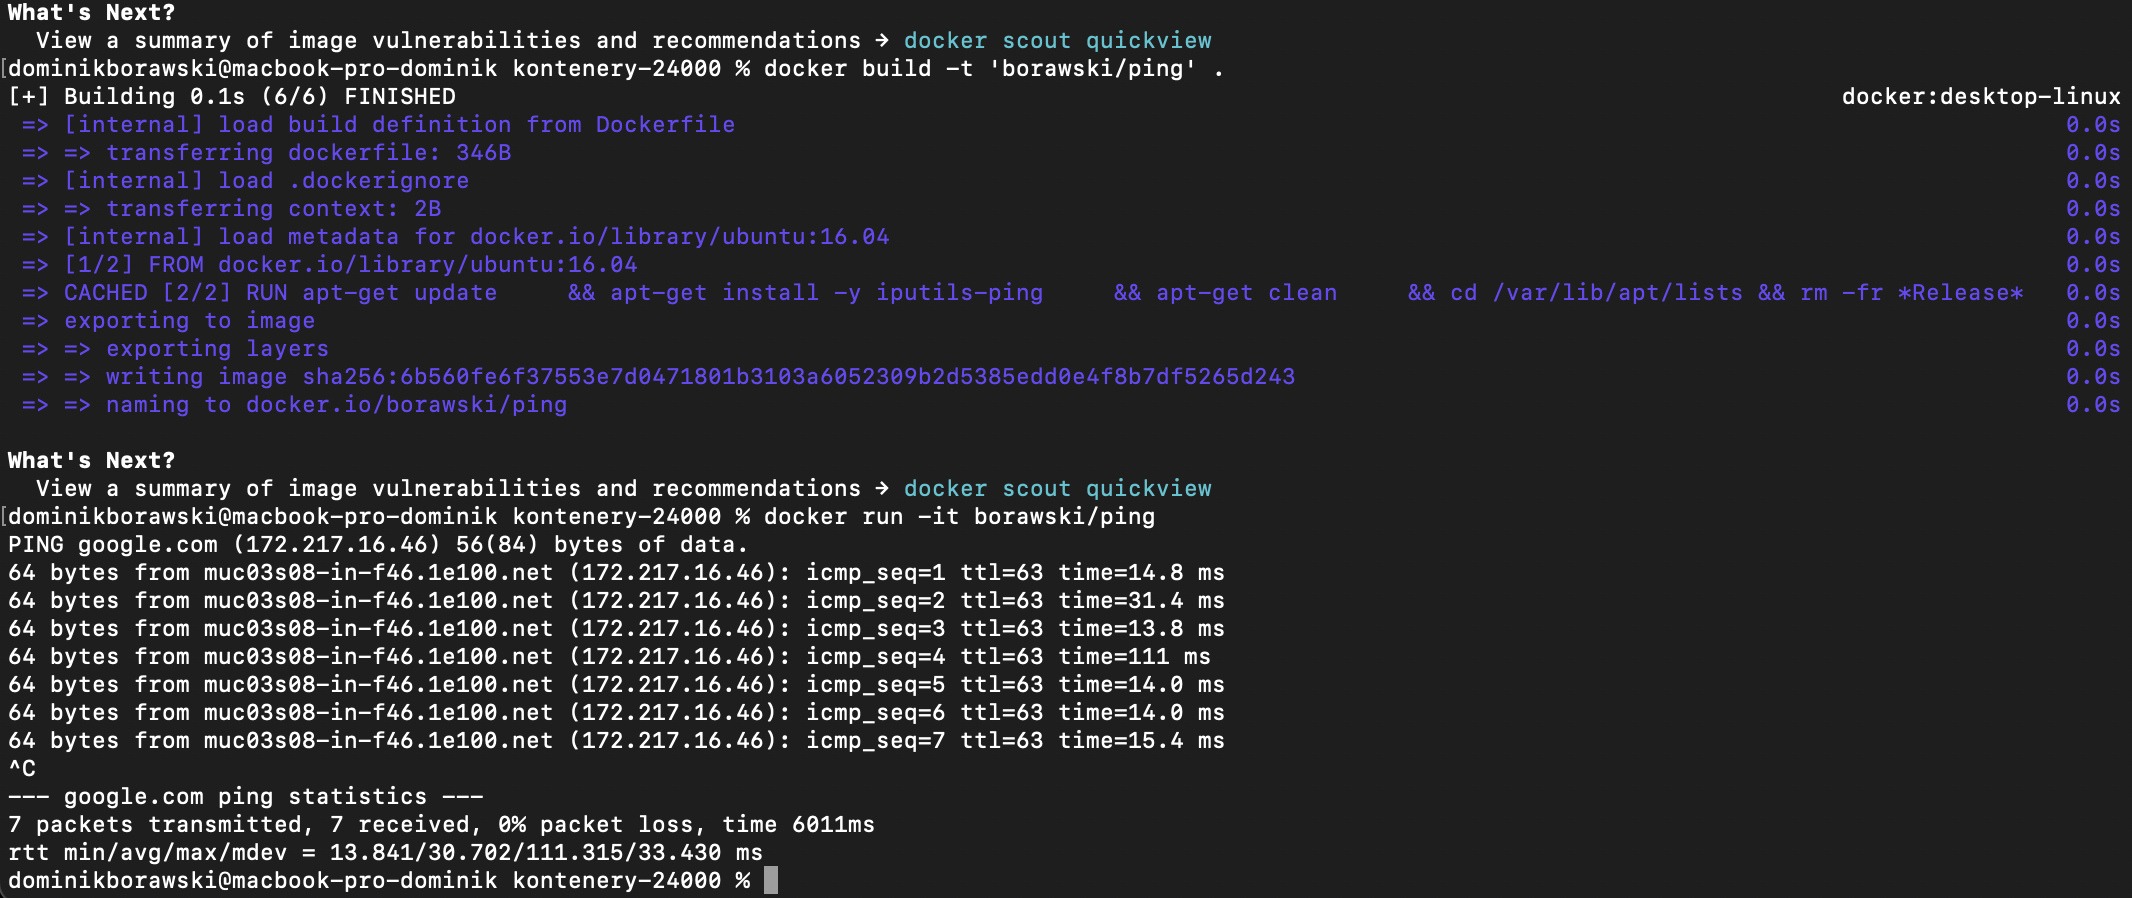 What's Next?
  View a summary of image vulnerabilities and recommendations → docker scout quickview
[dominikborawski@macbook-pro-dominik kontenery-24000 % docker build -t 'borawski/ping' .
[+] Building 0.1s (6/6) FINISHED docker:desktop-linux
 => [internal] load build definition from Dockerfile 0.0s
 => => transferring dockerfile: 346B 0.0s
 => [internal] load .dockerignore 0.0s
 => => transferring context: 2B 0.0s
 => [internal] load metadata for docker.io/library/ubuntu:16.04 0.0s
 => [1/2] FROM docker.io/library/ubuntu:16.04 0.0s
 => CACHED [2/2] RUN apt-get update     && apt-get install -y iputils-ping     && apt-get clean     && cd /var/lib/apt/lists && rm -fr *Release* 0.0s
 => exporting to image 0.0s
 => => exporting layers 0.0s
 => => writing image sha256:6b560fe6f37553e7d0471801b3103a6052309b2d5385edd0e4f8b7df5265d243 0.0s
 => => naming to docker.io/borawski/ping 0.0s
What's Next?
  View a summary of image vulnerabilities and recommendations → docker scout quickview
[dominikborawski@macbook-pro-dominik kontenery-24000 % docker run -it borawski/ping
PING google.com (172.217.16.46) 56(84) bytes of data.
64 bytes from muc03s08-in-f46.1e100.net (172.217.16.46): icmp_seq=1 ttl=63 time=14.8 ms
64 bytes from muc03s08-in-f46.1e100.net (172.217.16.46): icmp_seq=2 ttl=63 time=31.4 ms
64 bytes from muc03s08-in-f46.1e100.net (172.217.16.46): icmp_seq=3 ttl=63 time=13.8 ms
64 bytes from muc03s08-in-f46.1e100.net (172.217.16.46): icmp_seq=4 ttl=63 time=111 ms
64 bytes from muc03s08-in-f46.1e100.net (172.217.16.46): icmp_seq=5 ttl=63 time=14.0 ms
64 bytes from muc03s08-in-f46.1e100.net (172.217.16.46): icmp_seq=6 ttl=63 time=14.0 ms
64 bytes from muc03s08-in-f46.1e100.net (172.217.16.46): icmp_seq=7 ttl=63 time=15.4 ms
^C
--- google.com ping statistics ---
7 packets transmitted, 7 received, 0% packet loss, time 6011ms
rtt min/avg/max/mdev = 13.841/30.702/111.315/33.430 ms
dominikborawski@macbook-pro-dominik kontenery-24000 %